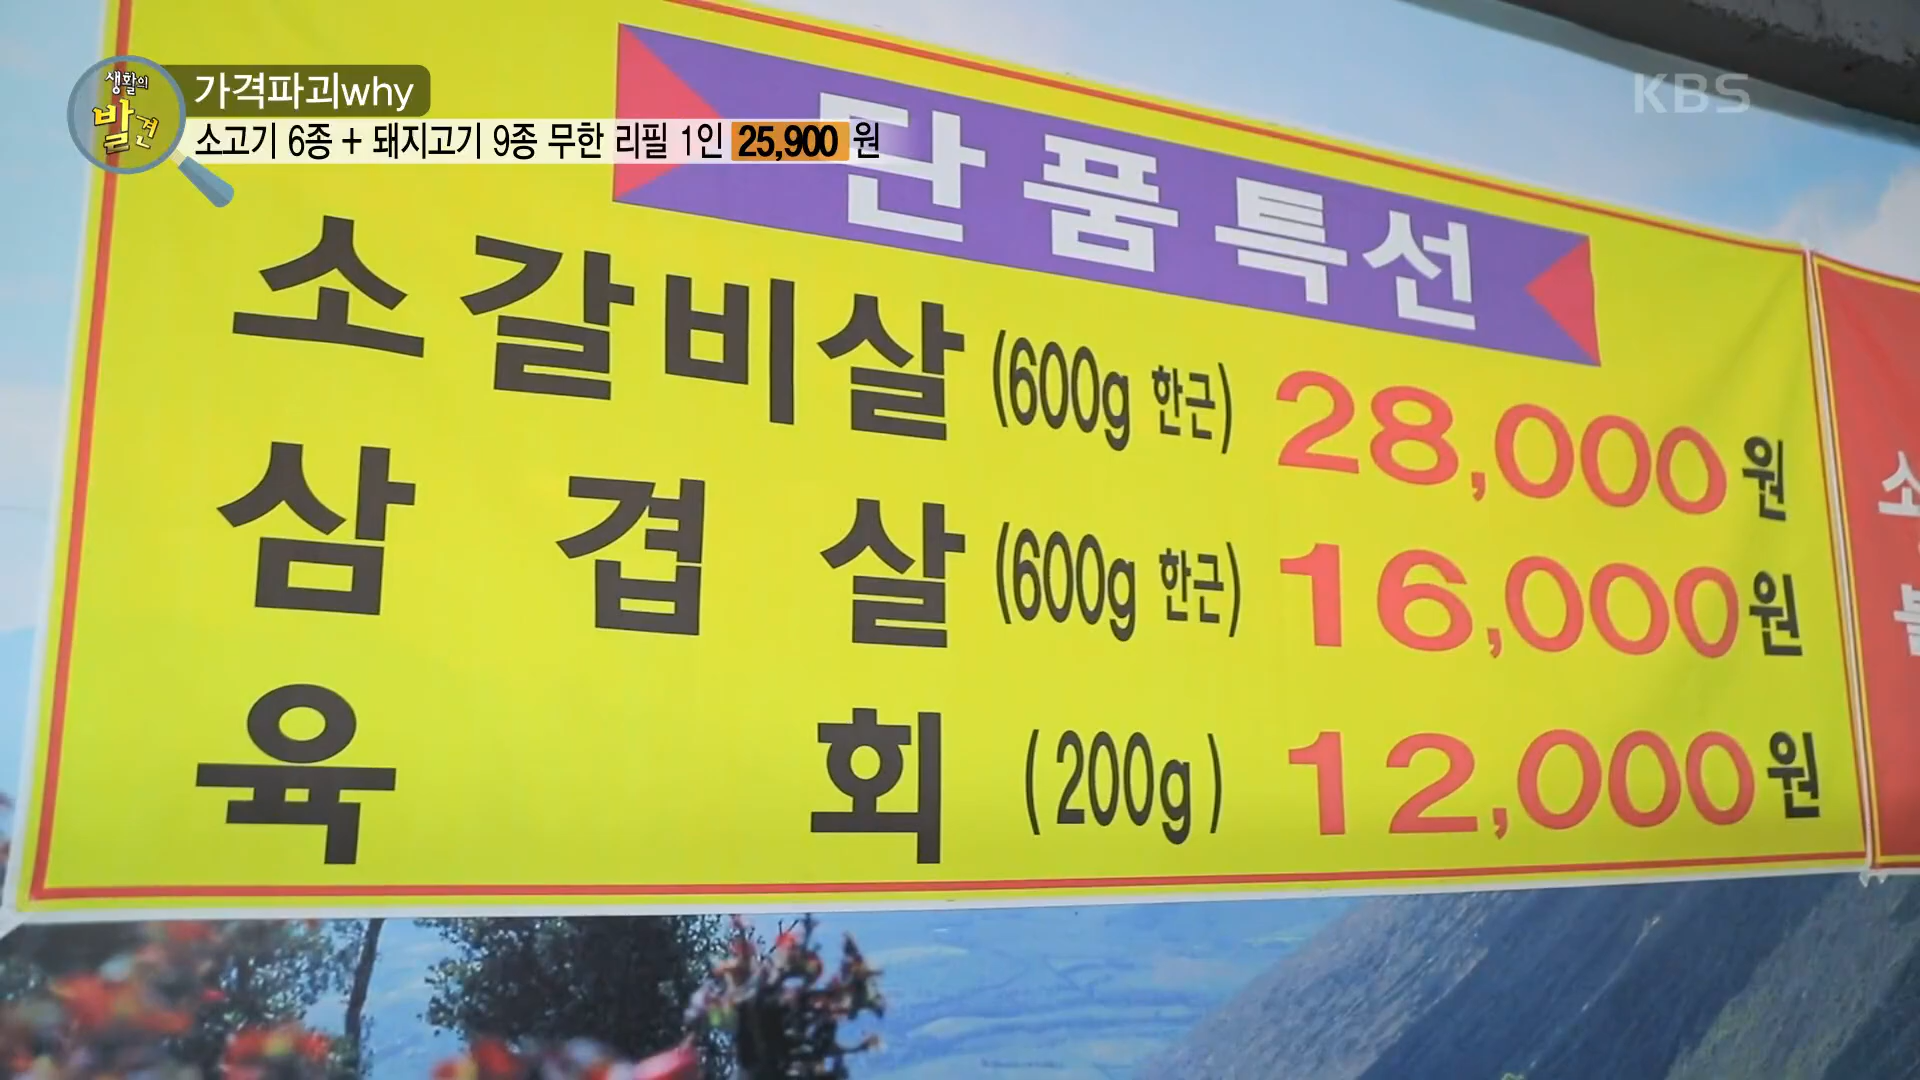 생활의
발견
가격파괴why
소고기 6종 + 돼지고기 9종 무한 리필 1인 25,900 원
KBS
단품특선
소갈비살 (600g 한근) 28,000원
삼겹살 (600g 한근) 16,000원
육회 (200g) 12,000원